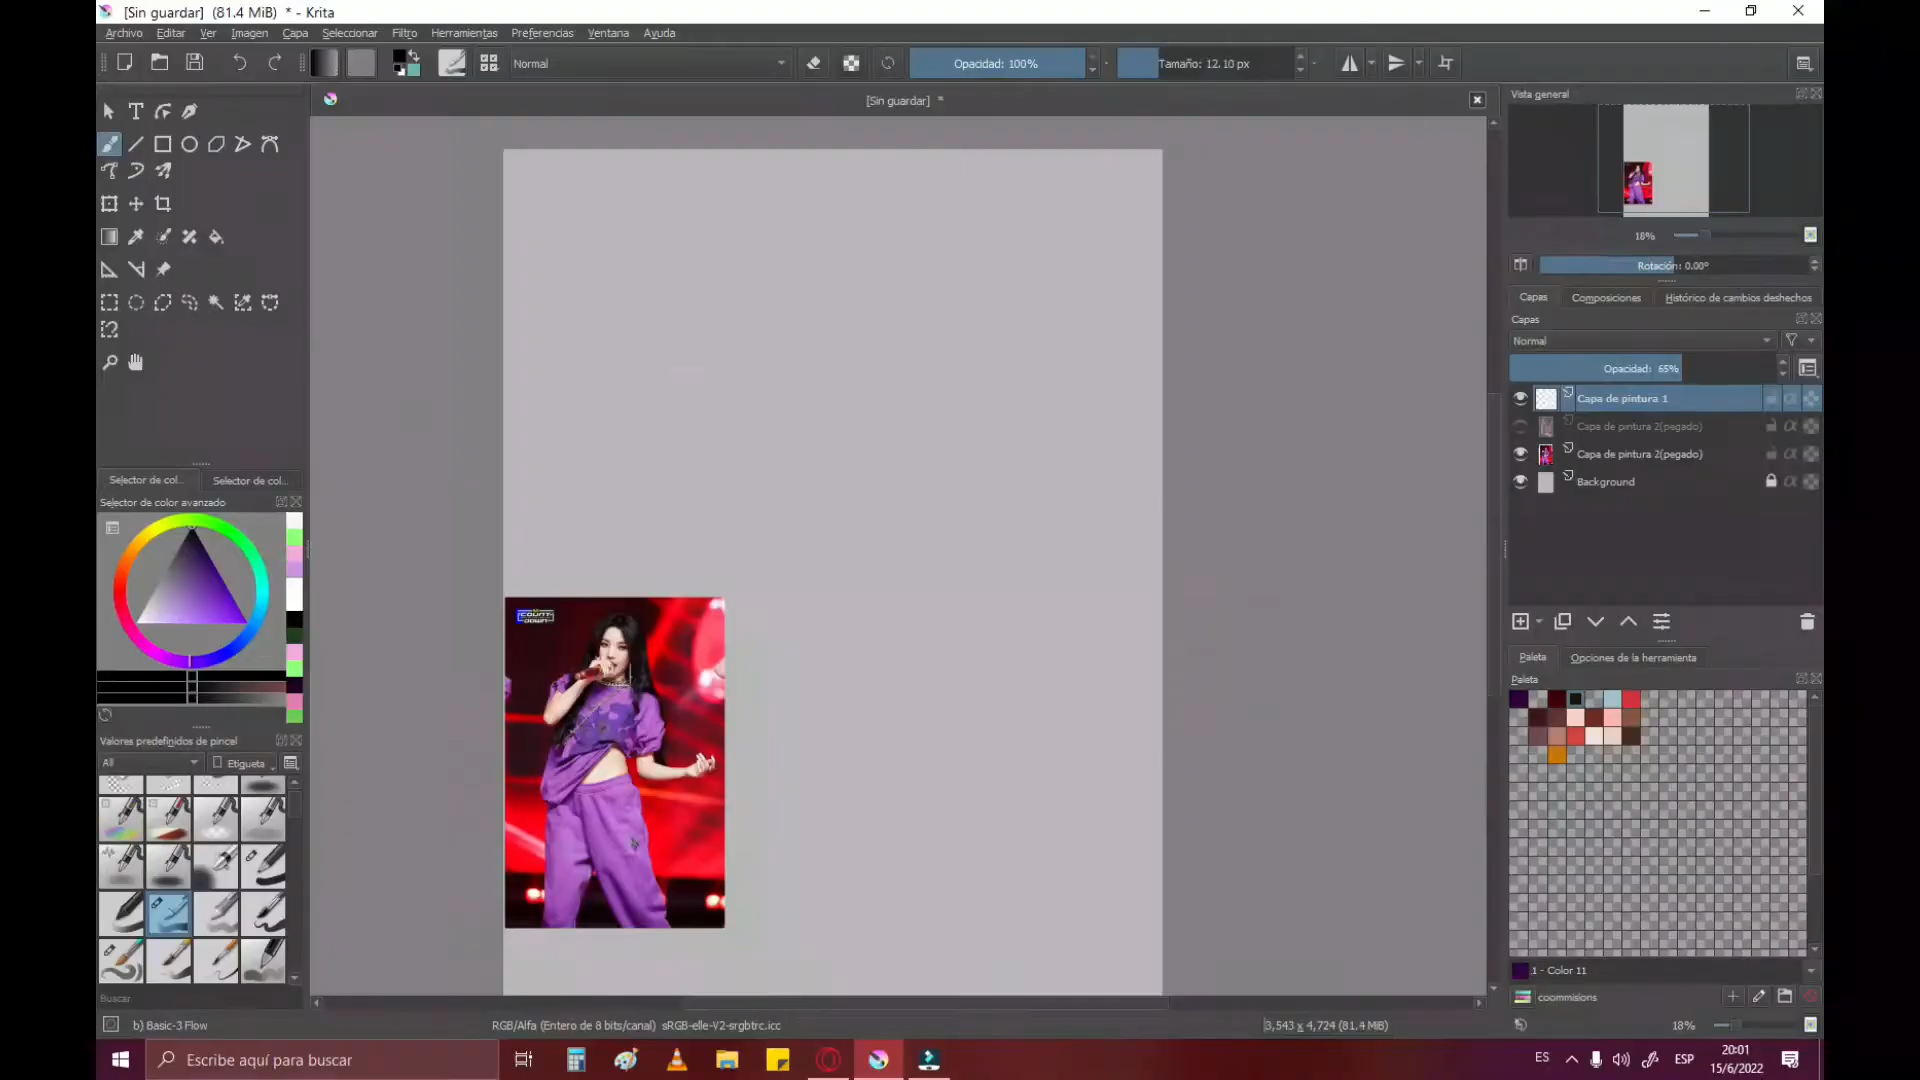 [Sin guardar] (81.4 MiB) * - Krita
Archivo Editar Ver Imagen Capa Seleccionar Filtro Herramientas Preferencias Ventana Ayuda
Normal
Opacidad: 100%
Tamaño: 12.10 px
[Sin guardar] *
Vista general
18%
Rotación: 0.00°
Capas Composiciones Histórico de cambios deshechos
Capas
Normal
Opacidad: 65%
Capa de pintura 1
Capa de pintura 2(pegado)
Capa de pintura 2(pegado)
Background
Selector de col... Selector de col...
Selector de color avanzado
COUNT
DOWN
Paleta Opciones de la herramienta
Paleta
Valores predefinidos de pincel
All Etiqueta
1 - Color 11
coommisions
Buscar
b) Basic-3 Flow
RGB/Alfa (Entero de 8 bits/canal) sRGB-elle-V2-srgbtrc.icc
3,543 x 4,724 (81.4 MiB)
18%
Escribe aquí para buscar
ES
ESP
20:01
15/6/2022